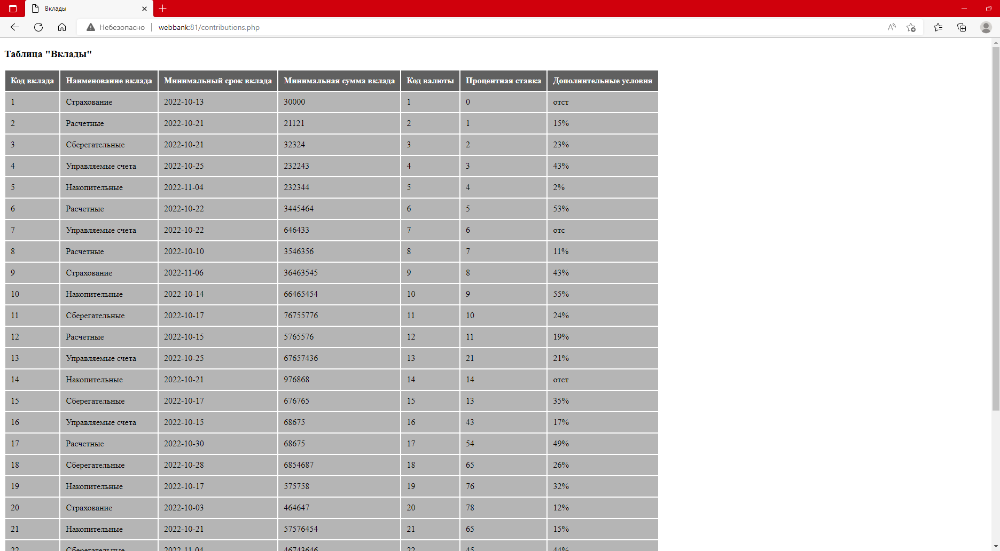 Вклады
Небезопасно webbank:81/contributions.php
Таблица "Вклады"
Код вклада Наименование вклада Минимальный срок вклада Минимальная сумма вклада Код валюты Процентная ставка Дополнительные условия
1 Страхование 2022-10-13 30000 1 0 отст
2 Расчетные 2022-10-21 21121 2 1 15%
3 Сберегательные 2022-10-21 32324 3 2 23%
4 Управляемые счета 2022-10-25 232243 4 3 43%
5 Накопительные 2022-11-04 232344 5 4 2%
6 Расчетные 2022-10-22 3445464 6 5 53%
7 Управляемые счета 2022-10-22 646433 7 6 отс
8 Расчетные 2022-10-10 3546356 8 7 11%
9 Страхование 2022-11-06 36463545 9 8 43%
10 Накопительные 2022-10-14 66465454 10 9 55%
11 Сберегательные 2022-10-17 76755776 11 10 24%
12 Расчетные 2022-10-15 5765576 12 11 19%
13 Управляемые счета 2022-10-25 67657436 13 21 21%
14 Накопительные 2022-10-21 976868 14 14 отст
15 Сберегательные 2022-10-17 676765 15 13 35%
16 Управляемые счета 2022-10-15 68675 16 43 17%
17 Расчетные 2022-10-30 68675 17 54 49%
18 Сберегательные 2022-10-28 6854687 18 65 26%
19 Накопительные 2022-10-17 575758 19 76 32%
20 Страхование 2022-10-03 464647 20 78 12%
21 Накопительные 2022-10-21 57576454 21 65 15%
22 Сберегательные 2022-11-04 46743646 22 45 44%